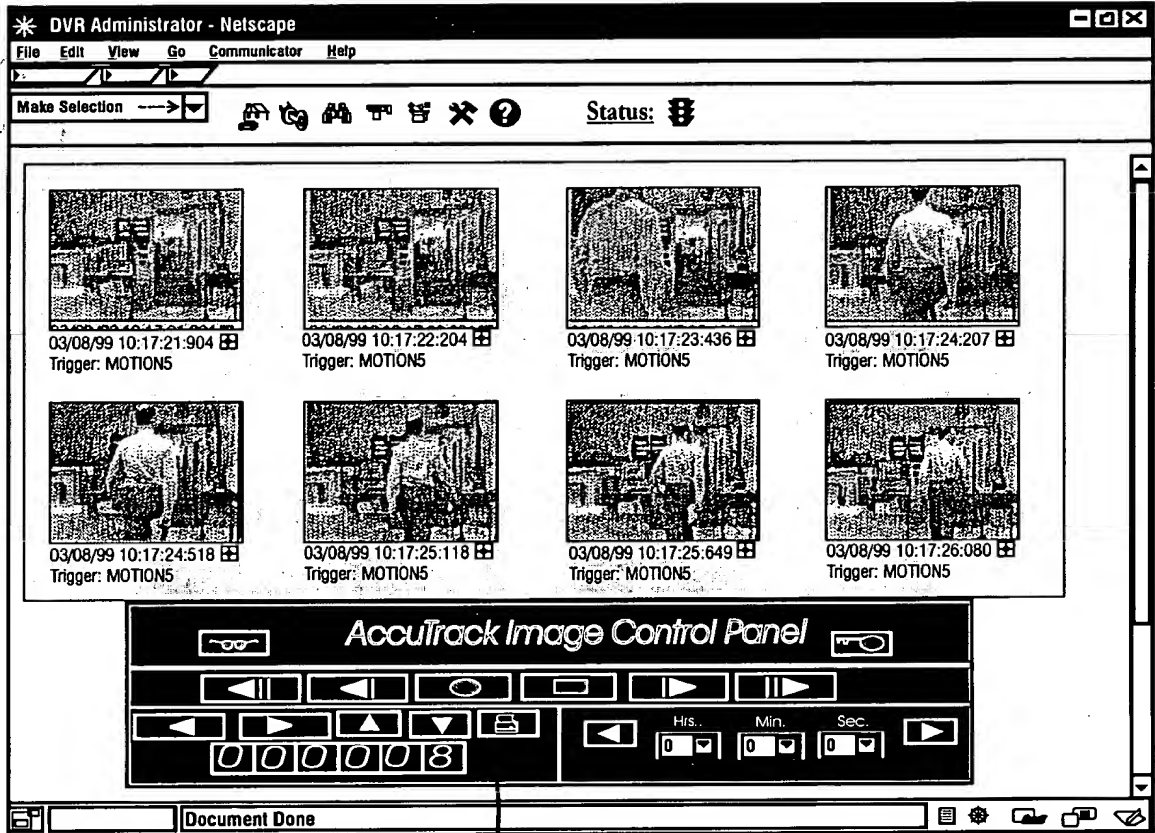 DVR Administrator - Netscape
File Edit View Go Communicator Help
Make Selection ---->
Status:
03/08/99 10:17:21:904 03/08/99 10:17:22:204 03/08/99 10:17:23:436 03/08/99 10:17:24:207
Trigger: MOTION5 Trigger: MOTION5 Trigger: MOTION5 Trigger: MOTION5
03/08/99 10:17:24:518 03/08/99 10:17:25:118 03/08/99 10:17:25:649 03/08/99 10:17:26:080
Trigger: MOTION5 Trigger: MOTION5 Trigger: MOTION5 Trigger: MOTION5
AccuTrack Image Control Panel
Hrs.. Min. Sec.
0 0 0
000008
Document Done